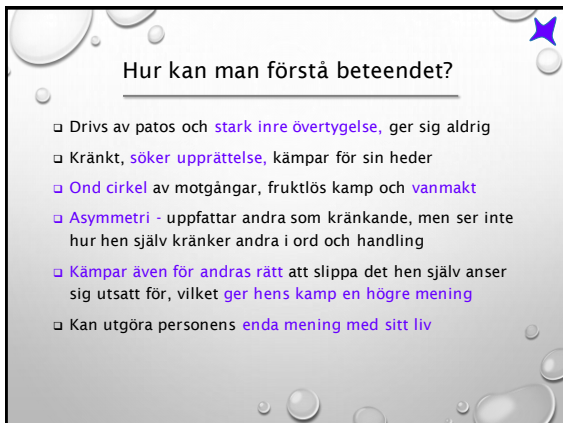 Hur kan man förstå beteendet?
❑ Drivs av patos och stark inre övertygelse, ger sig aldrig
❑ Kränkt, söker upprättelse, kämpar för sin heder
❑ Ond cirkel av motgångar, fruktlös kamp och vanmakt
❑ Asymmetri - uppfattar andra som kränkande, men ser inte
hur hen själv kränker andra i ord och handling
❑ Kämpar även för andras rätt att slippa det hen själv anser
sig utsatt för, vilket ger hens kamp en högre mening
❑ Kan utgöra personens enda mening med sitt liv